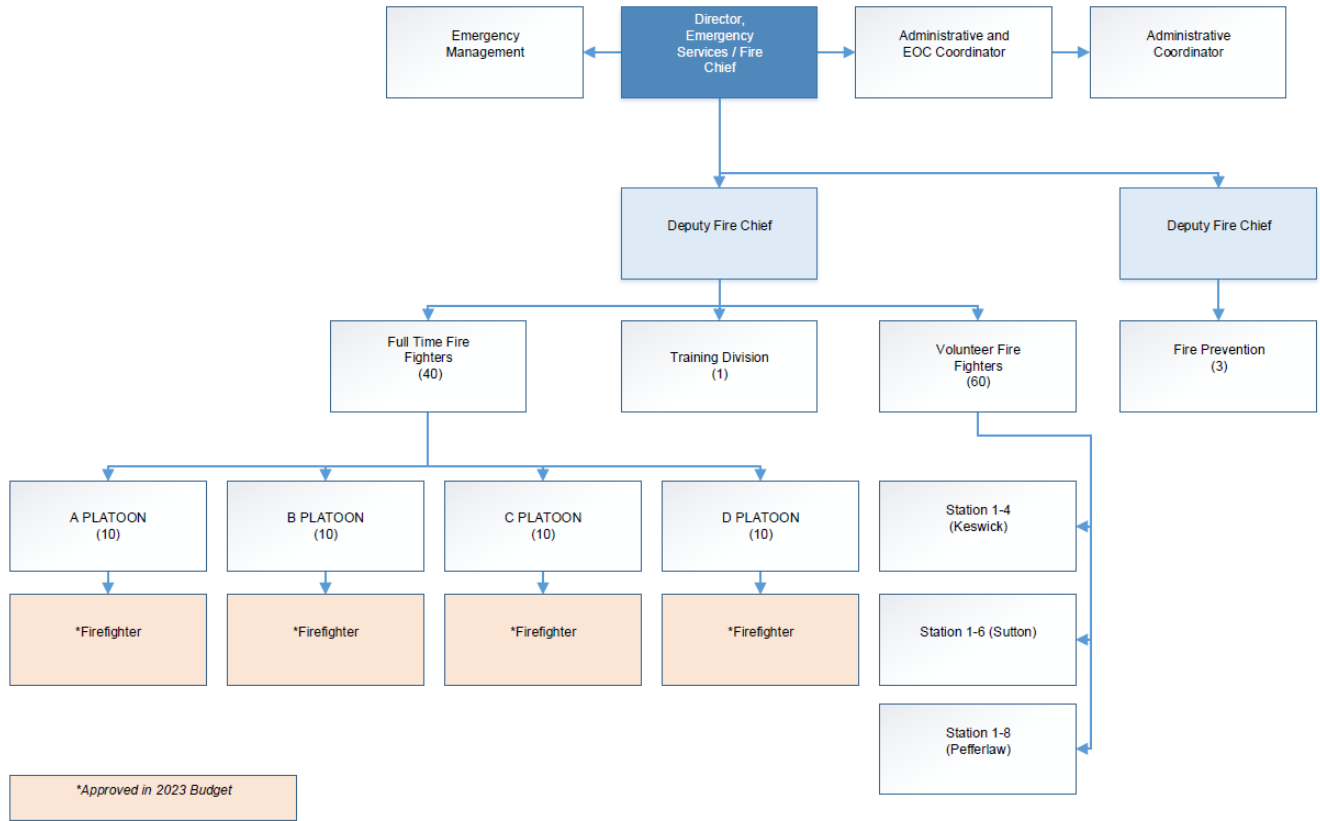 Emergency
Management
Director,
Emergency
Services / Fire
Chief
Administrative and
EOC Coordinator
Administrative
Coordinator
Deputy Fire Chief
Deputy Fire Chief
Full Time Fire
Fighters
(40)
Training Division
(1)
Volunteer Fire
Fighters
(60)
Fire Prevention
(3)
A PLATOON
(10)
B PLATOON
(10)
C PLATOON
(10)
D PLATOON
(10)
Station 1-4
(Keswick)
*Firefighter
*Firefighter
*Firefighter
*Firefighter
Station 1-6 (Sutton)
Station 1-8
(Pefferlaw)
*Approved in 2023 Budget